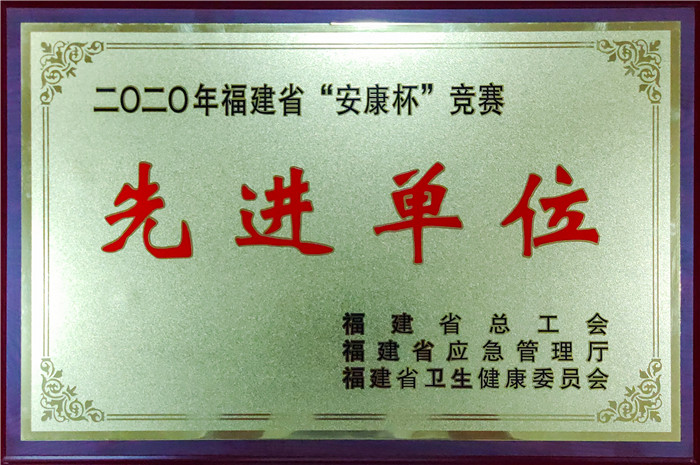 二〇二〇年福建省“安康杯”竞赛
先进单位
福建省总工会
福建省应急管理厅
福建省卫生健康委员会